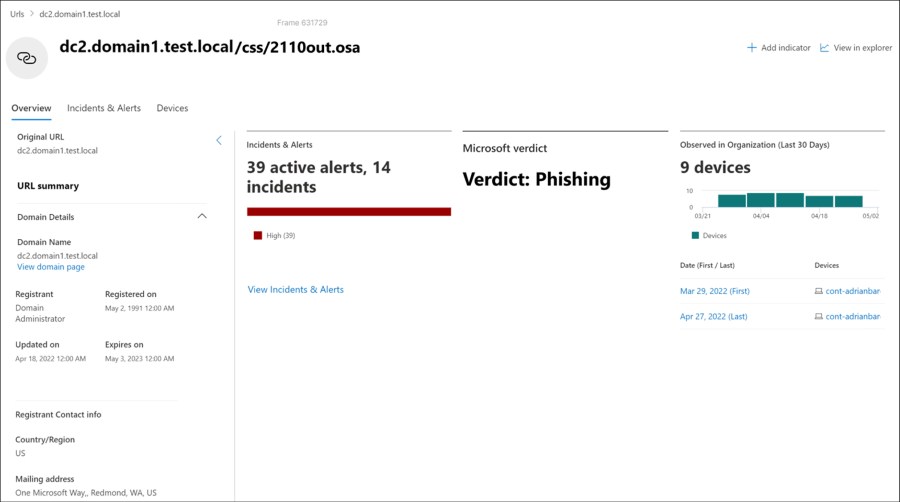 Urls > dc2.domain1.test.local
Frame 631729
dc2.domain1.test.local/css/2110out.osa
Add indicator
View in explorer
Overview
Incidents & Alerts
Devices
Original URL
dc2.domain1.test.local
URL summary
Domain Details
Domain Name
dc2.domain1.test.local
View domain page
Registrant
Domain
Administrator
Registered on
May 2, 1991 12:00 AM
Updated on
Apr 18, 2022 12:00 AM
Expires on
May 3, 2023 12:00 AM
Registrant Contact info
Country/Region
US
Mailing address
One Microsoft Way,, Redmond, WA, US
Incidents & Alerts
39 active alerts, 14
incidents
High (39)
View Incidents & Alerts
Microsoft verdict
Verdict: Phishing
Observed in Organization (Last 30 Days)
9 devices
10
0
03/21
04/04
04/18
05/02
Devices
Date (First / Last)
Devices
Mar 29, 2022 (First)
cont-adrianbar
Apr 27, 2022 (Last)
cont-adrianbar